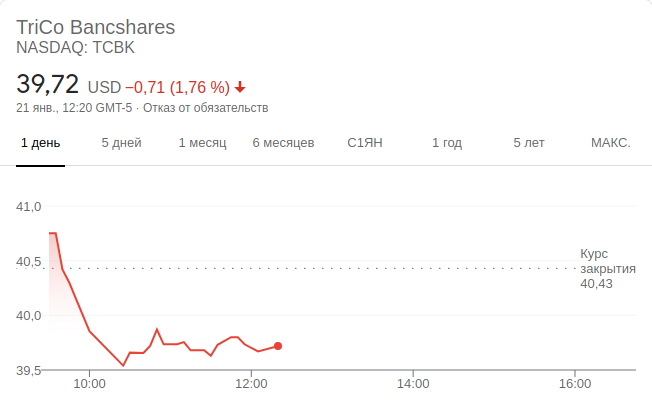 TriCo Bancshares
NASDAQ: TCBK
39,72 USD −0,71 (1,76 %)
21 янв., 12:20 GMT-5 · Отказ от обязательств
1 день 5 дней 1 месяц 6 месяцев С1ЯН 1 год 5 лет МАКС.
41,0
Курс
40,5 закрытия
40,43
40,0
39,5
10:00 12:00 14:00 16:00